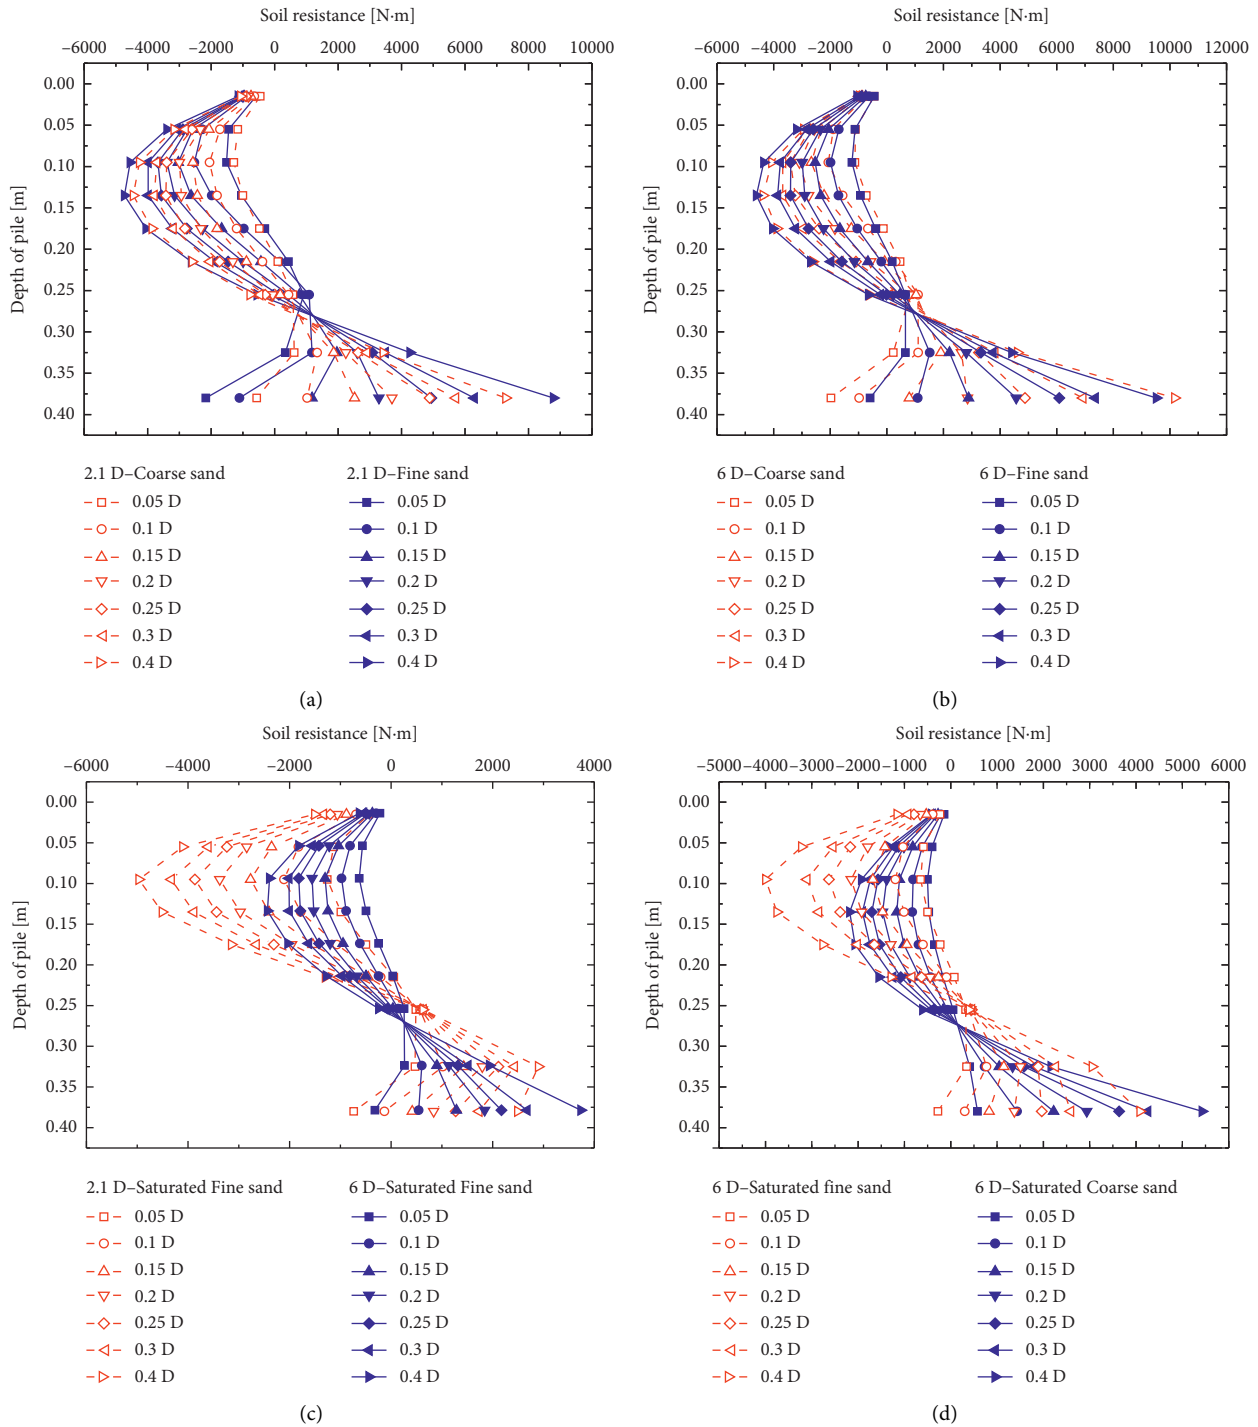 Soil resistance [N·m]
−6000 −4000 −2000 0 2000 4000 6000 8000 10000
0.00
0.05
0.10
0.15
0.20
0.25
0.30
0.35
0.40
Depth of pile [m]
2.1 D–Coarse sand 2.1 D–Fine sand
0.05 D 0.05 D
0.1 D 0.1 D
0.15 D 0.15 D
0.2 D 0.2 D
0.25 D 0.25 D
0.3 D 0.3 D
0.4 D 0.4 D
(a)
Soil resistance [N·m]
−6000 −4000 −2000 0 2000 4000 6000 8000 10000 12000
0.00
0.05
0.10
0.15
0.20
0.25
0.30
0.35
0.40
Depth of pile [m]
6 D–Coarse sand 6 D–Fine sand
0.05 D 0.05 D
0.1 D 0.1 D
0.15 D 0.15 D
0.2 D 0.2 D
0.25 D 0.25 D
0.3 D 0.3 D
0.4 D 0.4 D
(b)
Soil resistance [N·m]
−6000 −4000 −2000 0 2000 4000
0.00
0.05
0.10
0.15
0.20
0.25
0.30
0.35
0.40
Depth of pile [m]
2.1 D–Saturated Fine sand 6 D–Saturated Fine sand
0.05 D 0.05 D
0.1 D 0.1 D
0.15 D 0.15 D
0.2 D 0.2 D
0.25 D 0.25 D
0.3 D 0.3 D
0.4 D 0.4 D
(c)
Soil resistance [N·m]
−5000 −4000 −3000 −2000 −1000 0 1000 2000 3000 4000 5000 6000
0.00
0.05
0.10
0.15
0.20
0.25
0.30
0.35
0.40
Depth of pile [m]
6 D–Saturated fine sand 6 D–Saturated Coarse sand
0.05 D 0.05 D
0.1 D 0.1 D
0.15 D 0.15 D
0.2 D 0.2 D
0.25 D 0.25 D
0.3 D 0.3 D
0.4 D 0.4 D
(d)